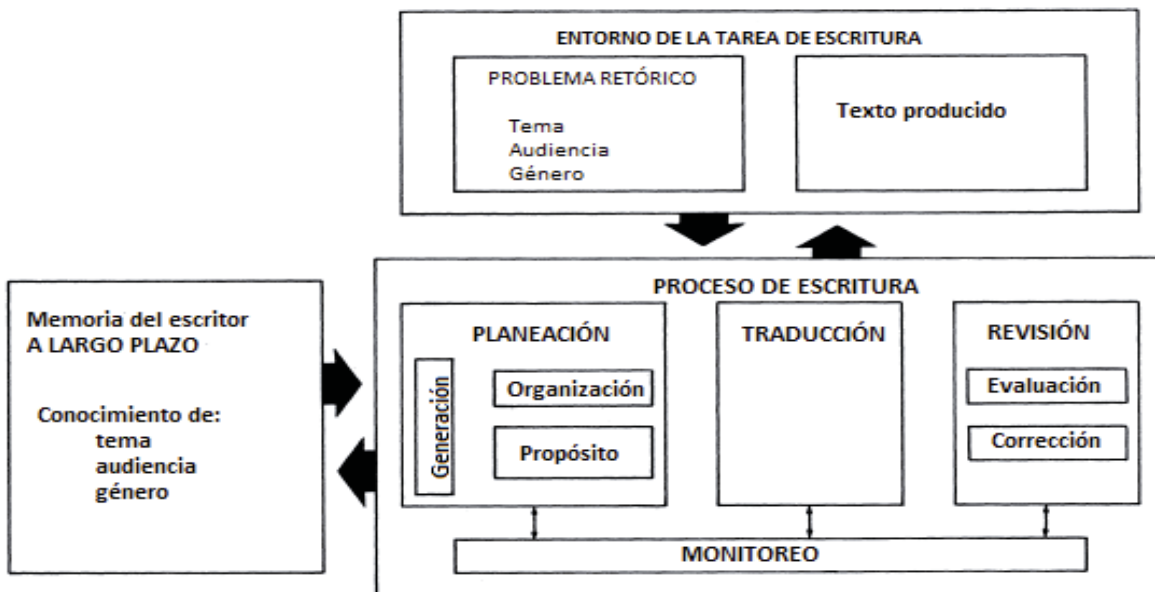 ENTORNO DE LA TAREA DE ESCRITURA
PROBLEMA RETÓRICO
Tema
Audiencia
Género
Texto producido
Memoria del escritor
A LARGO PLAZO
Conocimiento de:
tema
audiencia
género
PROCESO DE ESCRITURA
PLANEACIÓN
Generación
Organización
Propósito
TRADUCCIÓN
REVISIÓN
Evaluación
Corrección
MONITOREO